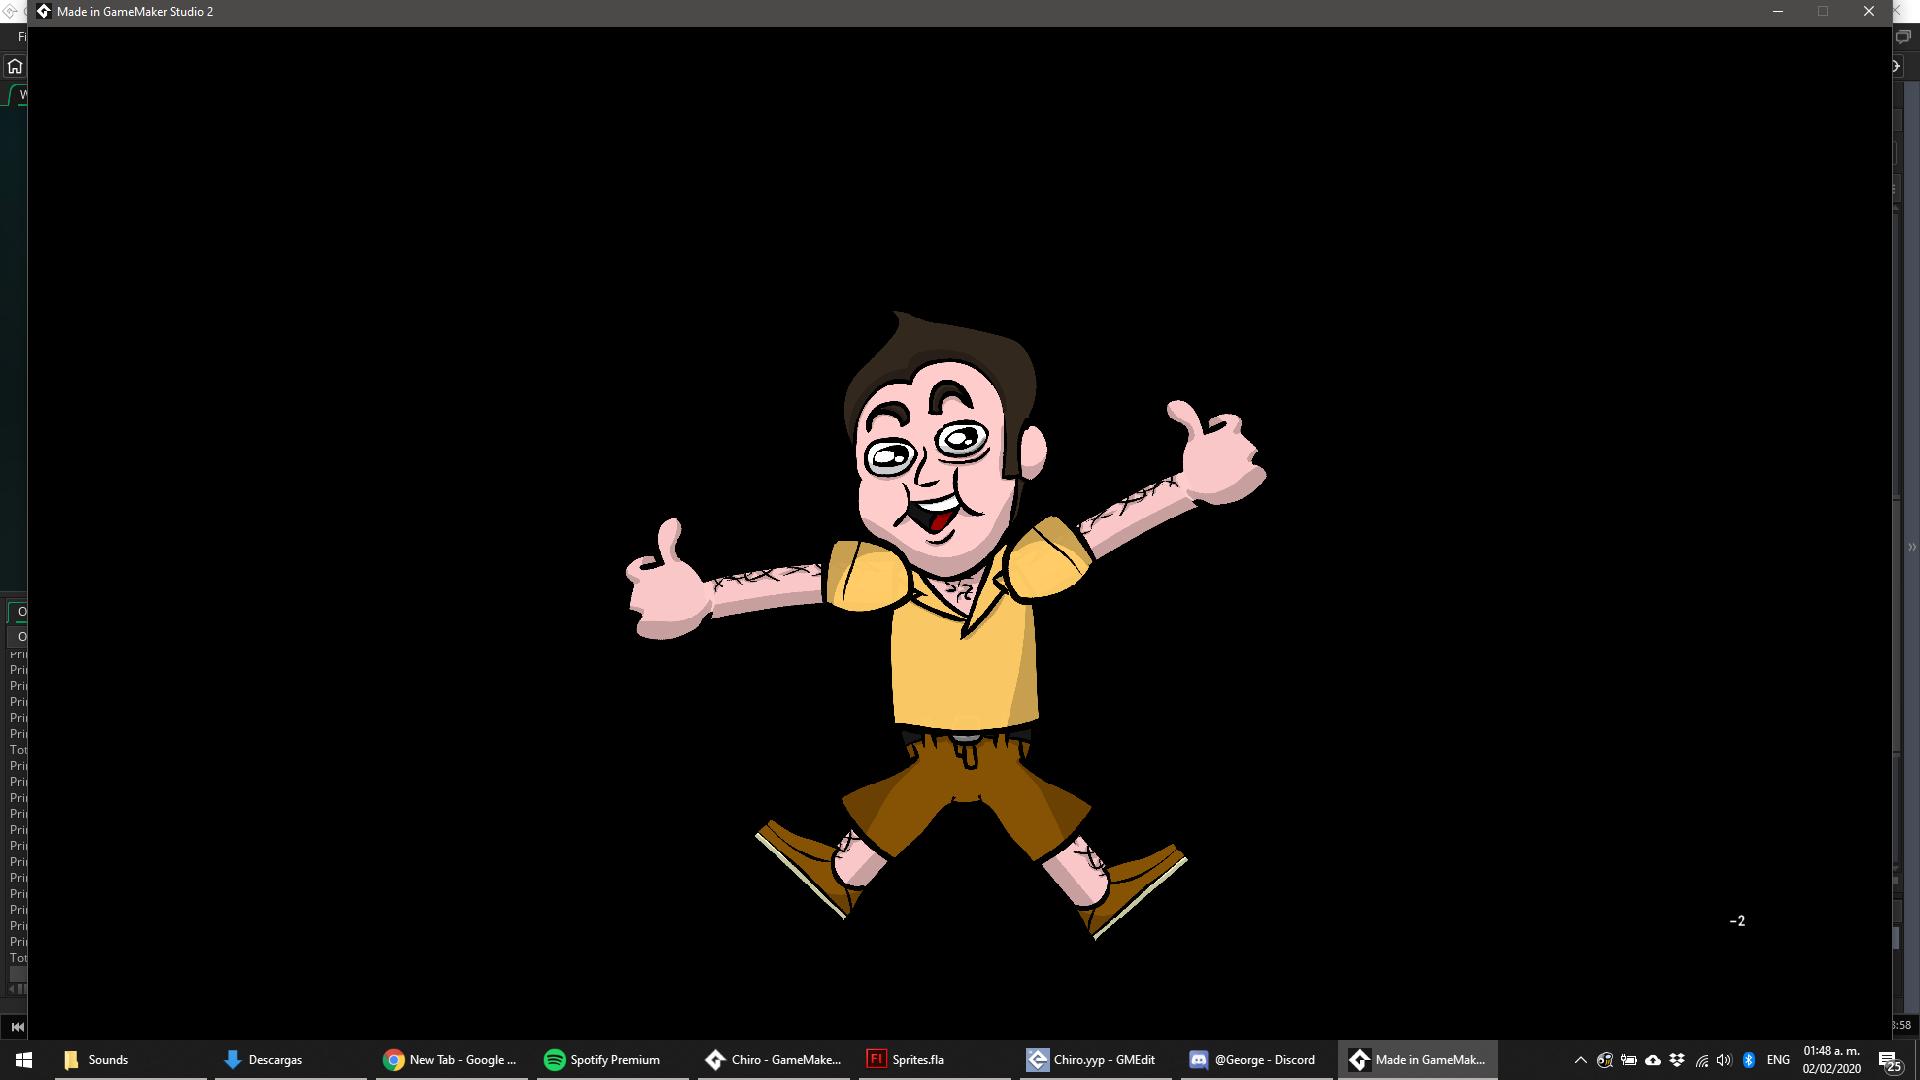 Made in GameMaker Studio 2
Fi
W
O
O
Pri
Pri
Pri
Pri
Pri
Pri
Tot
Pri
Pri
Pri
Pri
Pri
Pri
Pri
Pri
Pri
Pri
Pri
Pri
Tot
-2
:58
Sounds
Descargas
New Tab - Google ...
Spotify Premium
Chiro - GameMake...
Sprites.fla
Chiro.yyp - GMEdit
@George - Discord
Made in GameMak...
ENG
01:48 a. m.
02/02/2020
25